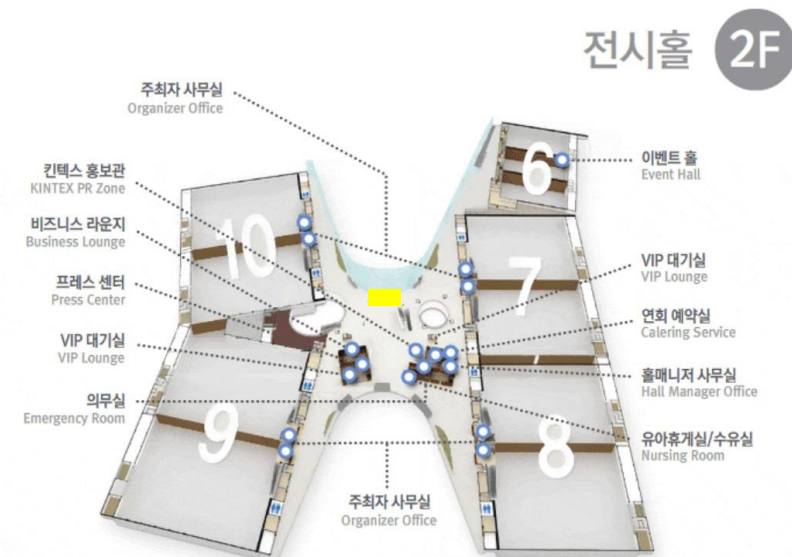 전시홀 2F
주최자 사무실
Organizer Office
킨텍스 홍보관
KINTEX PR Zone
비즈니스 라운지
Business Lounge
프레스 센터
Press Center
VIP 대기실
VIP Lounge
의무실
Emergency Room
10
9
6
7
8
이벤트 홀
Event Hall
VIP 대기실
VIP Lounge
연회 예약실
Calering Service
홀매니저 사무실
Hall Manager Office
유아휴게실/수유실
Nursing Room
주최자 사무실
Organizer Office